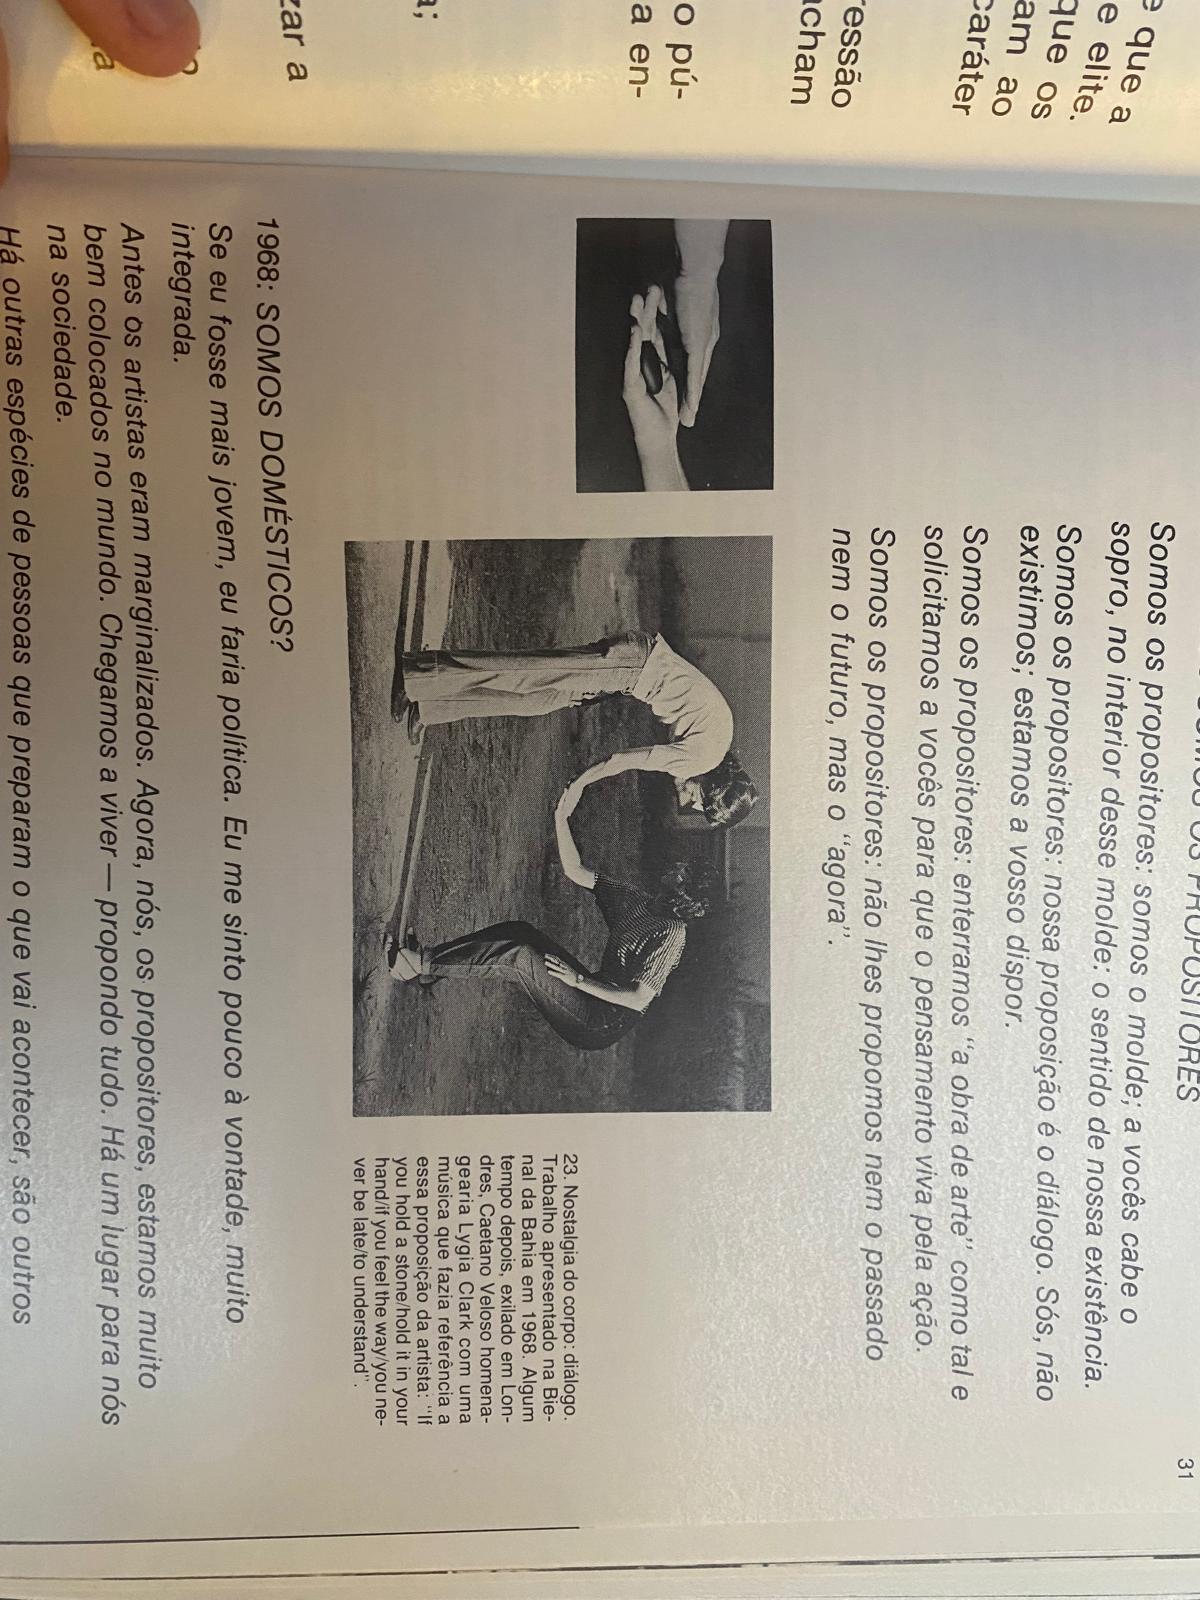 31
SOMOS OS PROPOSITORES
Somos os propositores: somos o molde; a vocês cabe o
sopro, no interior desse molde: o sentido de nossa existência.
Somos os propositores: nossa proposição é o diálogo. Sós, não
existimos; estamos a vosso dispor.
Somos os propositores: enterramos “a obra de arte” como tal e
solicitamos a vocês para que o pensamento viva pela ação.
Somos os propositores: não lhes propomos nem o passado
nem o futuro, mas o “agora”.
23. Nostalgia do corpo: diálogo.
Trabalho apresentado na Bie-
nal da Bahia em 1968. Algum
tempo depois, exilado em Lon-
dres, Caetano Veloso homena-
gearia Lygia Clark com uma
música que fazia referência a
essa proposição da artista: “If
you hold a stone/hold it in your
hand/if you feel the way/you ne-
ver be late/to understand”.
1968: SOMOS DOMÉSTICOS?
Se eu fosse mais jovem, eu faria política. Eu me sinto pouco à vontade, muito
integrada.
Antes os artistas eram marginalizados. Agora, nós, os propositores, estamos muito
bem colocados no mundo. Chegamos a viver — propondo tudo. Há um lugar para nós
na sociedade.
Há outras espécies de pessoas que preparam o que vai acontecer, são outros
que a
e elite.
que os
am ao
caráter
ressão
acham
o pú-
a en-
a;
zar a